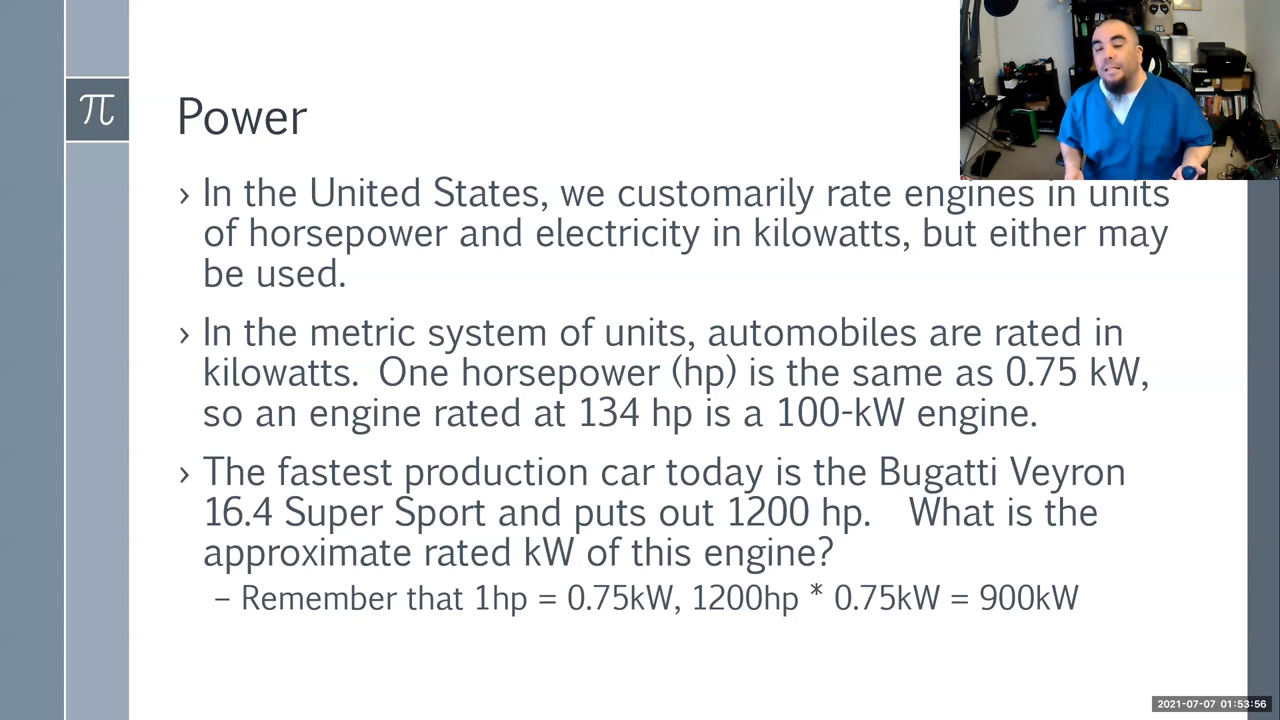 π
Power
› In the United States, we customarily rate engines in units
of horsepower and electricity in kilowatts, but either may
be used.
› In the metric system of units, automobiles are rated in
kilowatts.  One horsepower (hp) is the same as 0.75 kW,
so an engine rated at 134 hp is a 100-kW engine.
› The fastest production car today is the Bugatti Veyron
16.4 Super Sport and puts out 1200 hp.   What is the
approximate rated kW of this engine?
– Remember that 1hp = 0.75kW, 1200hp * 0.75kW = 900kW
2021-07-07 01:53:56